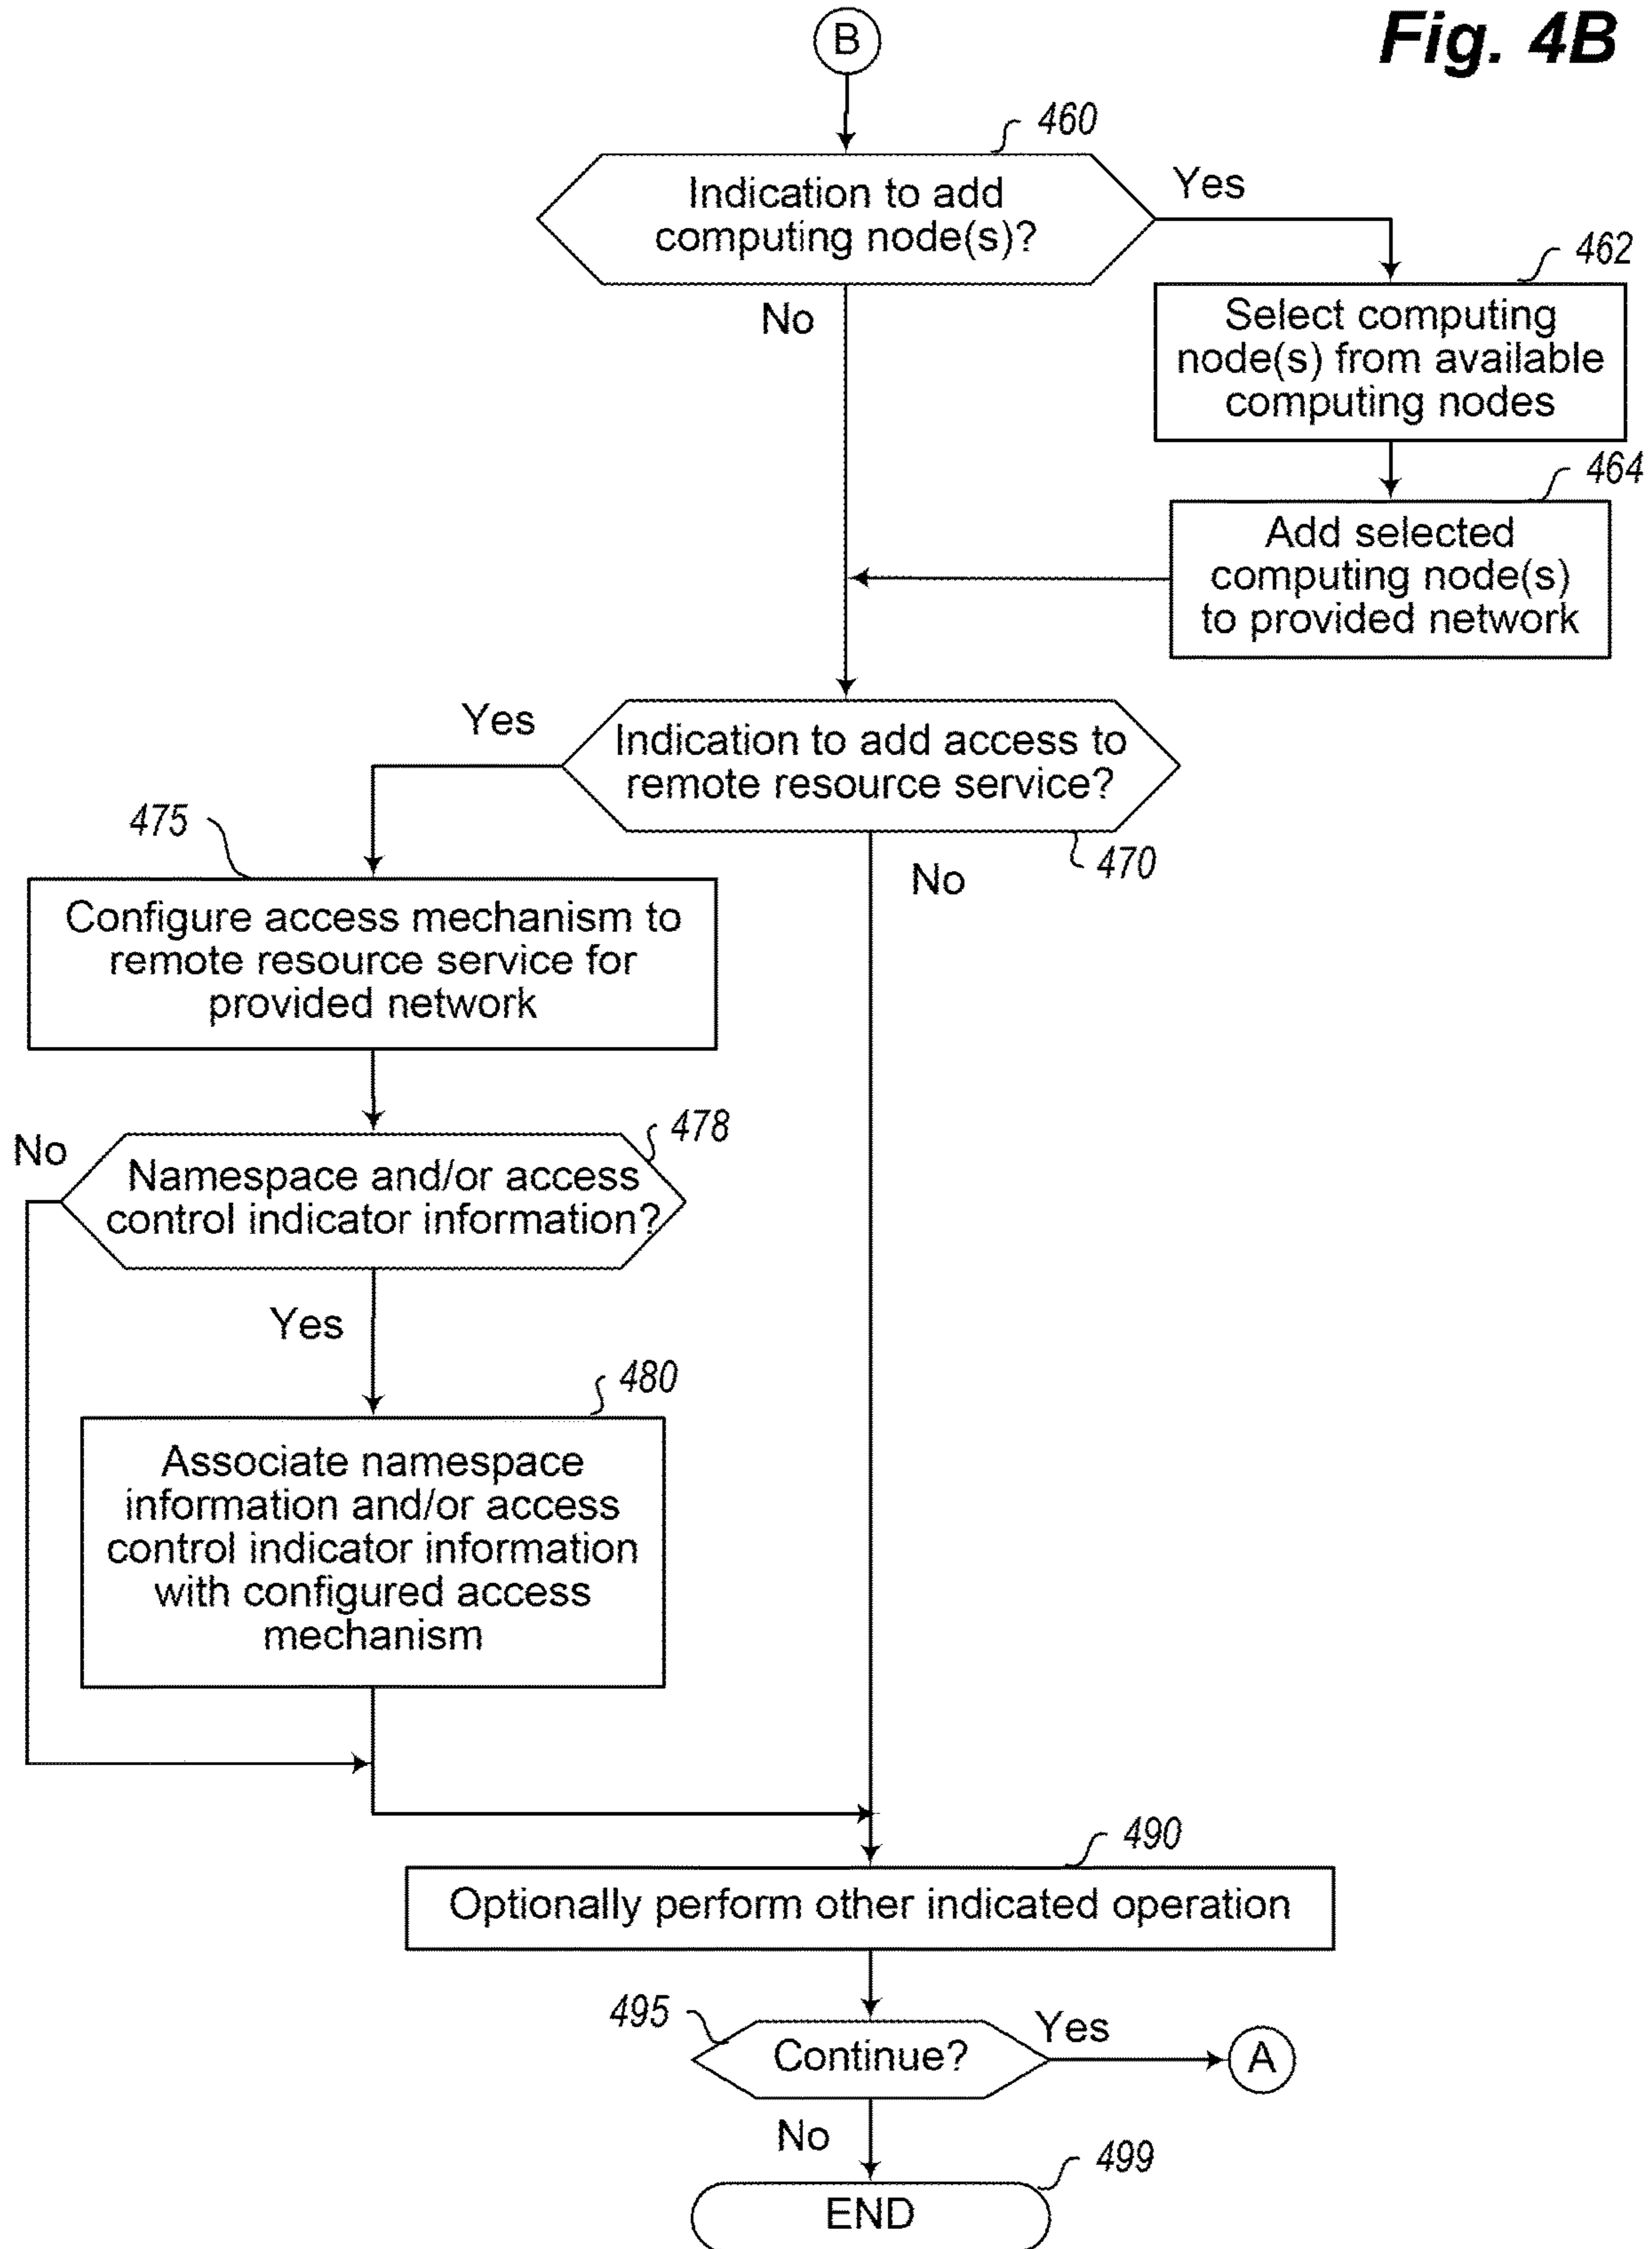 Fig. 4B
B
460
Indication to add
computing node(s)?
Yes
No
462
Select computing
node(s) from available
computing nodes
464
Add selected
computing node(s)
to provided network
Yes
Indication to add access to
remote resource service?
470
No
475
Configure access mechanism to
remote resource service for
provided network
478
No
Namespace and/or access
control indicator information?
Yes
480
Associate namespace
information and/or access
control indicator information
with configured access
mechanism
490
Optionally perform other indicated operation
495
Continue?
Yes
A
No
499
END